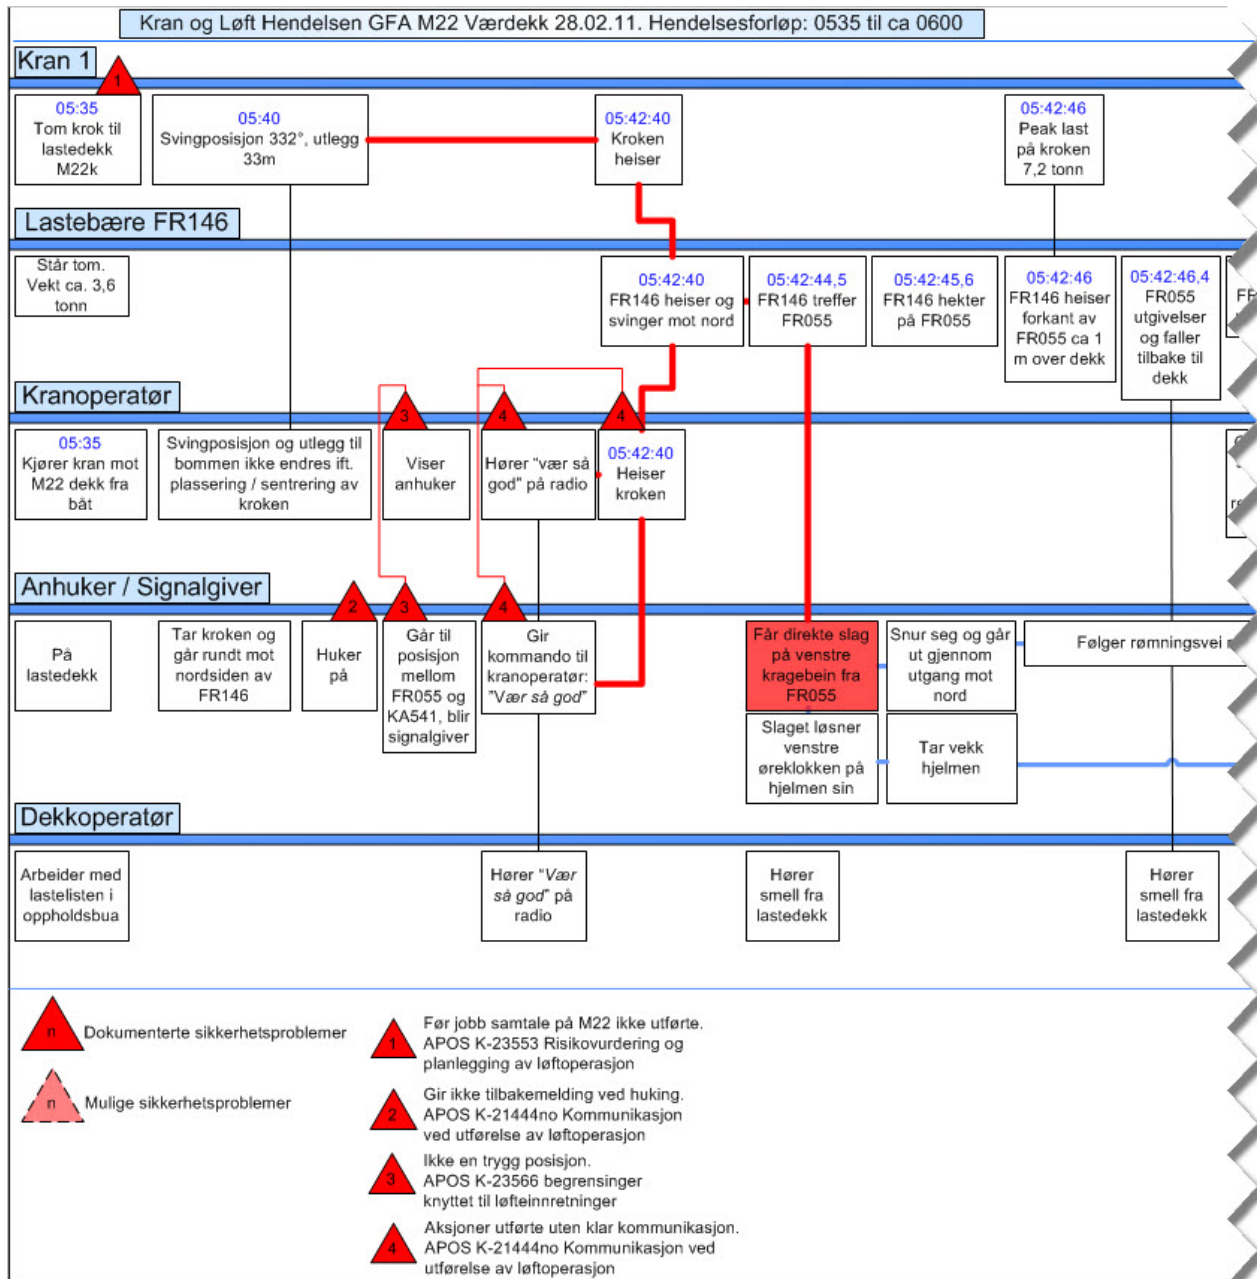 Kran og Løft Hendelsen GFA M22 Værdekk 28.02.11. Hendelsesforløp: 0535 til ca 0600
Kran 1
1
05:35
Tom krok til
lastedekk
M22k
05:40
Svingposisjon 332°, utlegg
33m
05:42:40
Kroken
heiser
05:42:46
Peak last
på kroken
7,2 tonn
Lastebære FR146
Står tom.
Vekt ca. 3,6
tonn
05:42:40
FR146 heiser og
svinger mot nord
05:42:44,5
FR146 treffer
FR055
05:42:45,6
FR146 hekter
på FR055
05:42:46
FR146 heiser
forkant av
FR055 ca 1
m over dekk
05:42:46,4
FR055
utgivelser
og faller
tilbake til
dekk
Kranoperatør
3
4
4
05:35
Kjører kran mot
M22 dekk fra
båt
Svingposisjon og utlegg til
bommen ikke endres ift.
plassering / sentrering av
kroken
Viser
anhuker
Hører "vær så
god" på radio
05:42:40
Heiser
kroken
re
Anhuker / Signalgiver
2
3
4
På
lastedekk
Tar kroken og
går rundt mot
nordsiden av
FR146
Huker
på
Går til
posisjon
mellom
FR055 og
KA541, blir
signalgiver
Gir
kommando til
kranoperatør:
"Vær så god"
Får direkte slag
på venstre
kragebein fra
FR055
Snur seg og går
ut gjennom
utgang mot
nord
Følger rømningsvei
Slaget løsner
venstre
øreklokken på
hjelmen sin
Tar vekk
hjelmen
Dekkoperatør
Arbeider med
lastelisten i
oppholdsbua
Hører "Vær
så god" på
radio
Hører
smell fra
lastedekk
Hører
smell fra
lastedekk
n
Dokumenterte sikkerhetsproblemer
n
Mulige sikkerhetsproblemer
1
Før jobb samtale på M22 ikke utførte.
APOS K-23553 Risikovurdering og
planlegging av løftoperasjon
2
Gir ikke tilbakemelding ved huking.
APOS K-21444no Kommunikasjon
ved utførelse av løftoperasjon
3
Ikke en trygg posisjon.
APOS K-23566 begrensinger
knyttet til løfteinnretninger
4
Aksjoner utførte uten klar kommunikasjon.
APOS K-21444no Kommunikasjon ved
utførelse av løftoperasjon